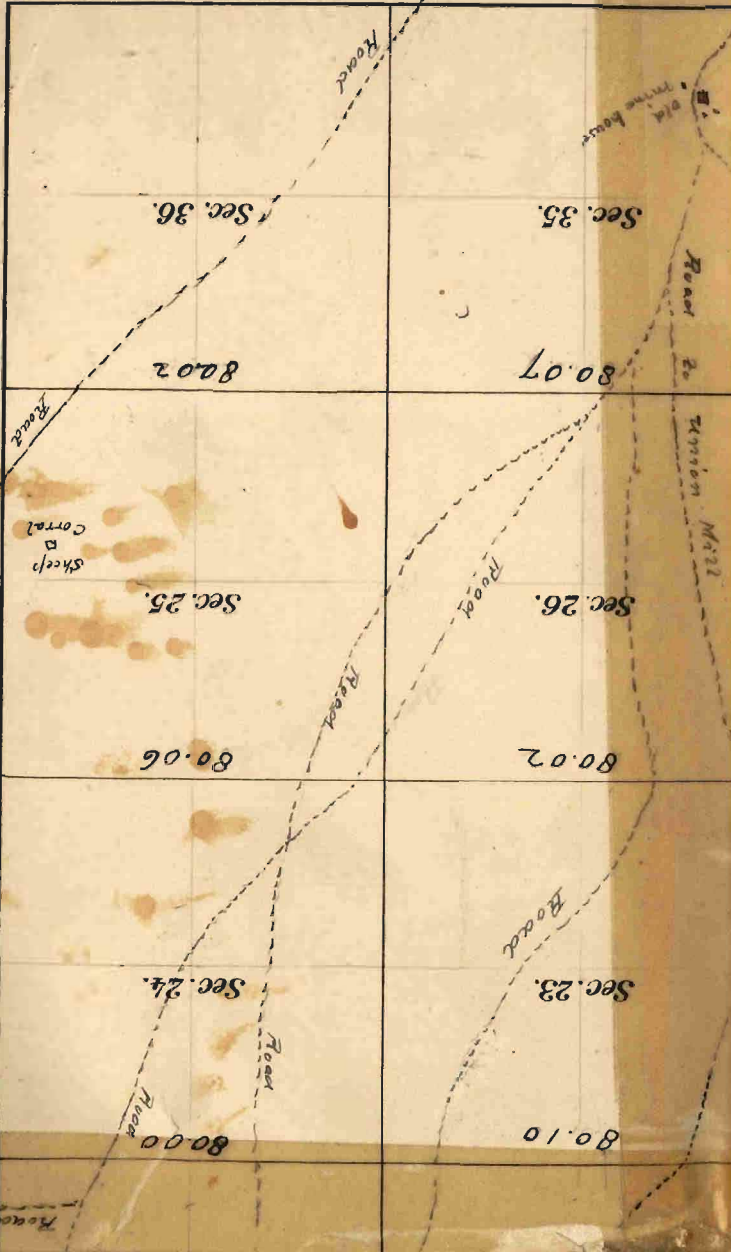 Road
80.10
80.00
Road
Road
Sec. 23.
Sec. 24.
Road
80.02
80.06
Road
Sec. 26.
Sec. 25.
Road
Sheep
Corral
Road to Union Mill
Road
80.07
80.02
Sec. 35.
Sec. 36.
old
mine house
Road